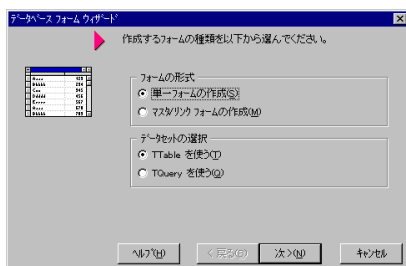 ﾃﾞｰﾀﾍﾞｰｽ ﾌｫｰﾑ ｳｨｻﾞｰﾄﾞ
作成するﾌｫｰﾑの種類を以下から選んでください。
フォームの形式
単一フォームの作成(S)
ﾏｽﾀ/ﾘﾝｸ ﾌｫｰﾑの作成(M)
ﾃﾞｰﾀｾｯﾄの選択
TTable を使う(T)
TQuery を使う(Q)
ﾍﾙﾌﾟ(H)
< 戻る(B)
次 >(N)
ｷｬﾝｾﾙ